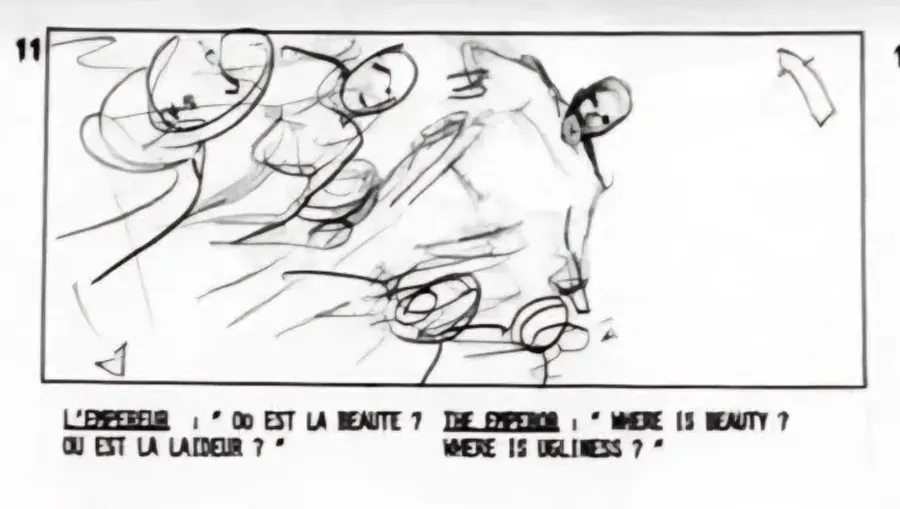 11
L'EMPEREUR : " OU EST LA BEAUTE ?
OU EST LA LAIDEUR ? "
THE EMPEROR : " WHERE IS BEAUTY ?
WHERE IS UGLINESS ? "